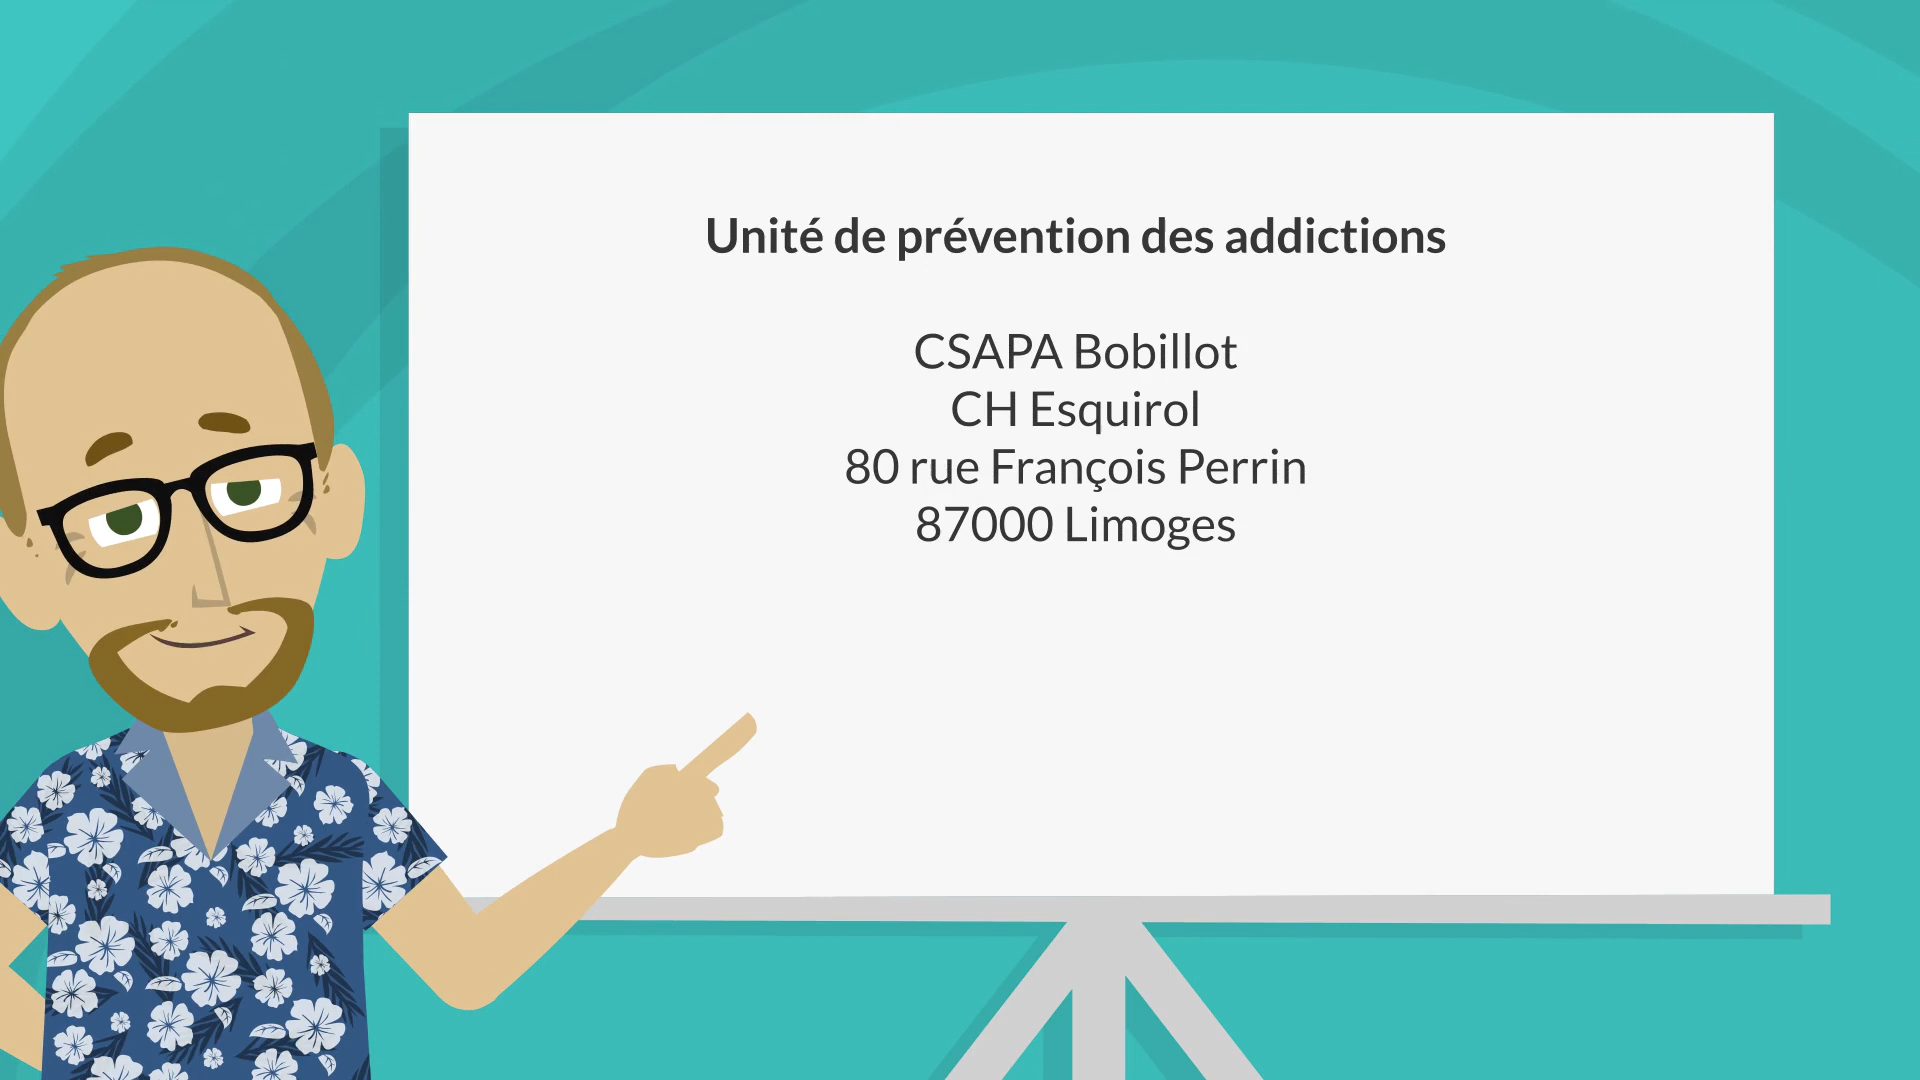 Unité de prévention des addictions
CSAPA Bobillot
CH Esquirol
80 rue François Perrin
87000 Limoges